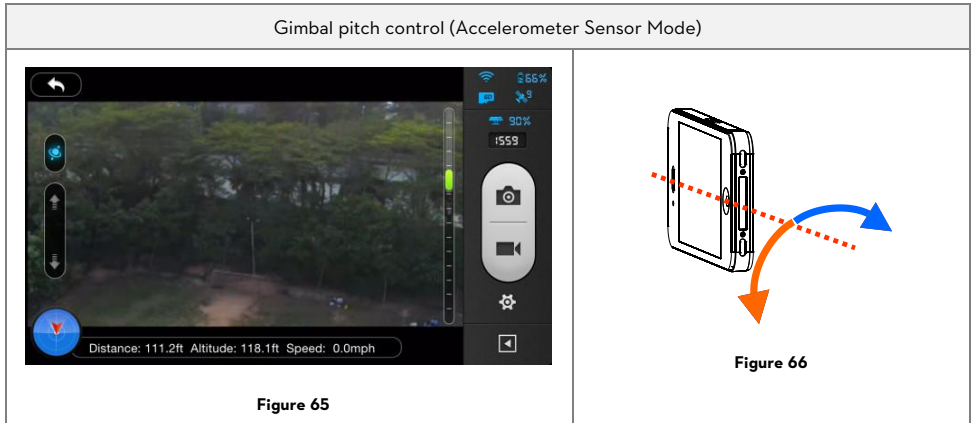 Gimbal pitch control (Accelerometer Sensor Mode)
66%
SD
9
90%
1559
Distance: 111.2ft Altitude: 118.1ft Speed: 0.0mph
Figure 65
Figure 66